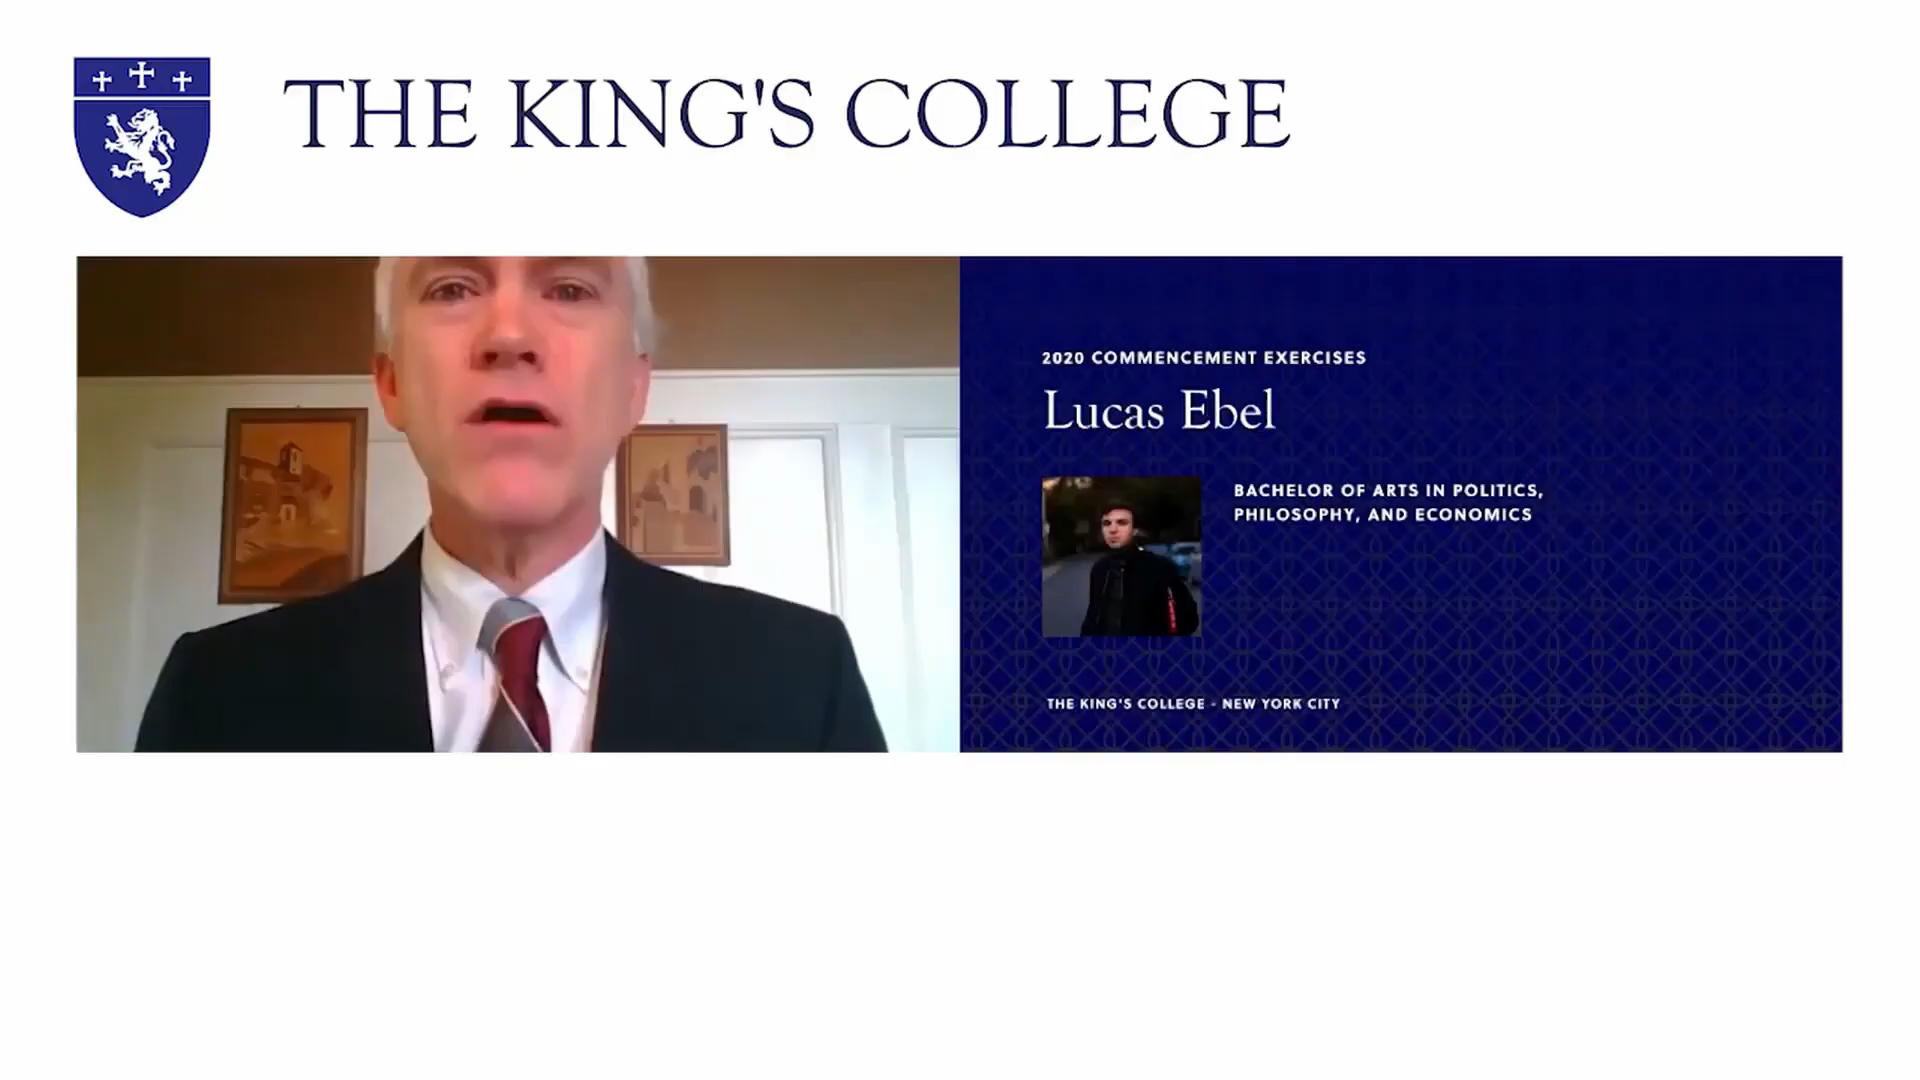 THE KING'S COLLEGE
2020 COMMENCEMENT EXERCISES
Lucas Ebel
BACHELOR OF ARTS IN POLITICS,
PHILOSOPHY, AND ECONOMICS
THE KING'S COLLEGE - NEW YORK CITY